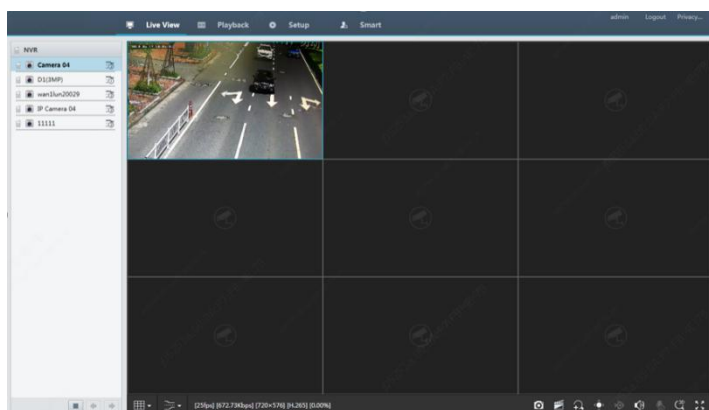 admin Logout Privacy...
Live View Playback Setup Smart
NVR
Camera 04
D1(3MP)
wan1lun20029
IP Camera 04
11111
[25fps] [672.73Kbps] [720×576] [H.265] [0.00%]